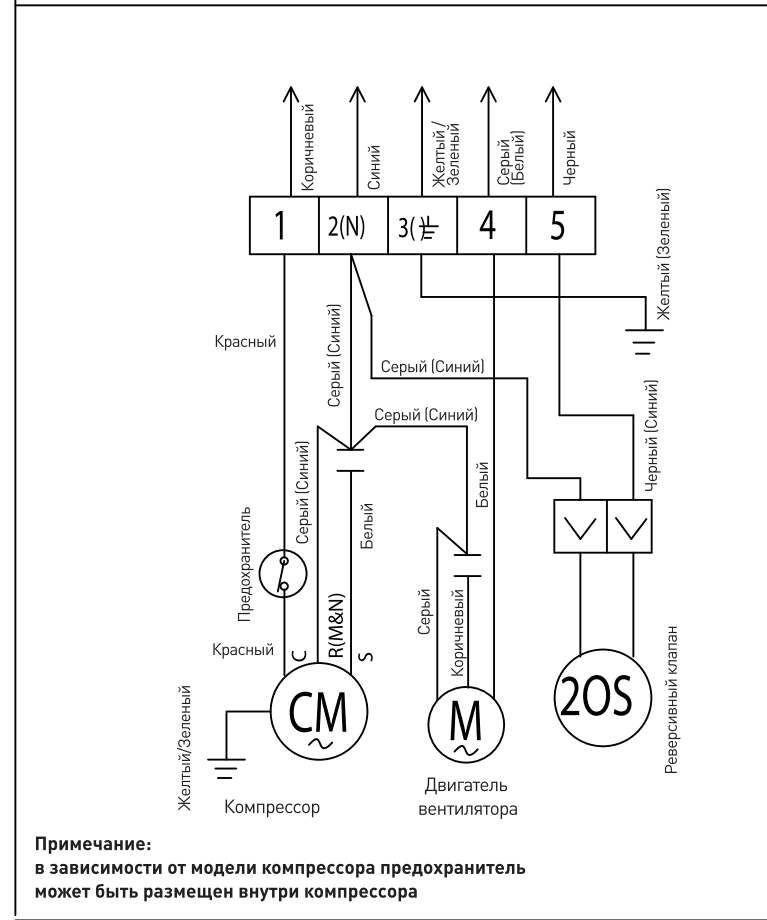 Коричневый
Синий
Желтый/
Зеленый
Серый
(Белый)
Черный
1
2(N)
3( )
4
5
Желтый (Зеленый)
Красный
Серый (Синий)
Серый (Синий)
Серый (Синий)
Черный (Синий)
Серый (Синий)
Белый
Белый
Предохранитель
Серый
Коричневый
Красный
C
R(M&N)
S
Реверсивный клапан
CM
M
2OS
Желтый/Зеленый
Компрессор
Двигатель
вентилятора
Примечание:
в зависимости от модели компрессора предохранитель
может быть размещен внутри компрессора